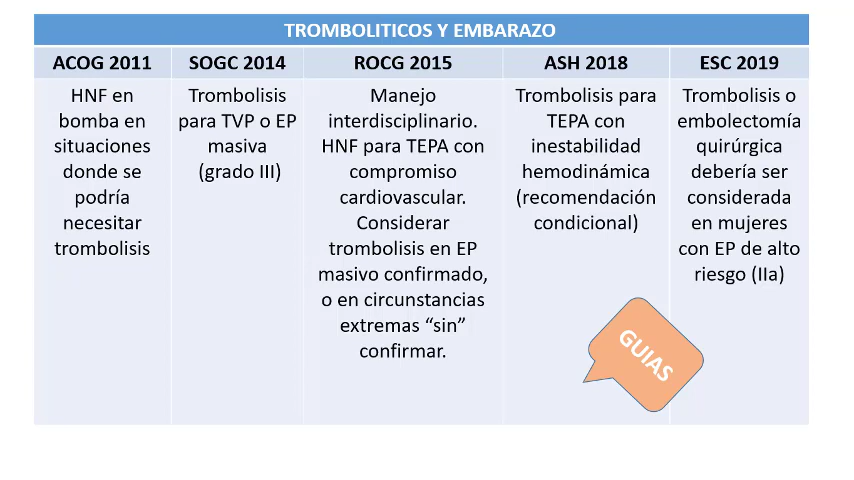 TROMBOLITICOS Y EMBARAZO
ACOG 2011
SOGC 2014
ROCG 2015
ASH 2018
ESC 2019
HNF en
bomba en
situaciones
donde se
podría
necesitar
trombolisis
Trombolisis
para TVP o EP
masiva
(grado III)
Manejo
interdisciplinario.
HNF para TEPA con
compromiso
cardiovascular.
Considerar
trombolisis en EP
masivo confirmado,
o en circunstancias
extremas “sin”
confirmar.
Trombolisis para
TEPA con
inestabilidad
hemodinámica
(recomendación
condicional)
Trombolisis o
embolectomía
quirúrgica
debería ser
considerada
en mujeres
con EP de alto
riesgo (IIa)
GUIAS